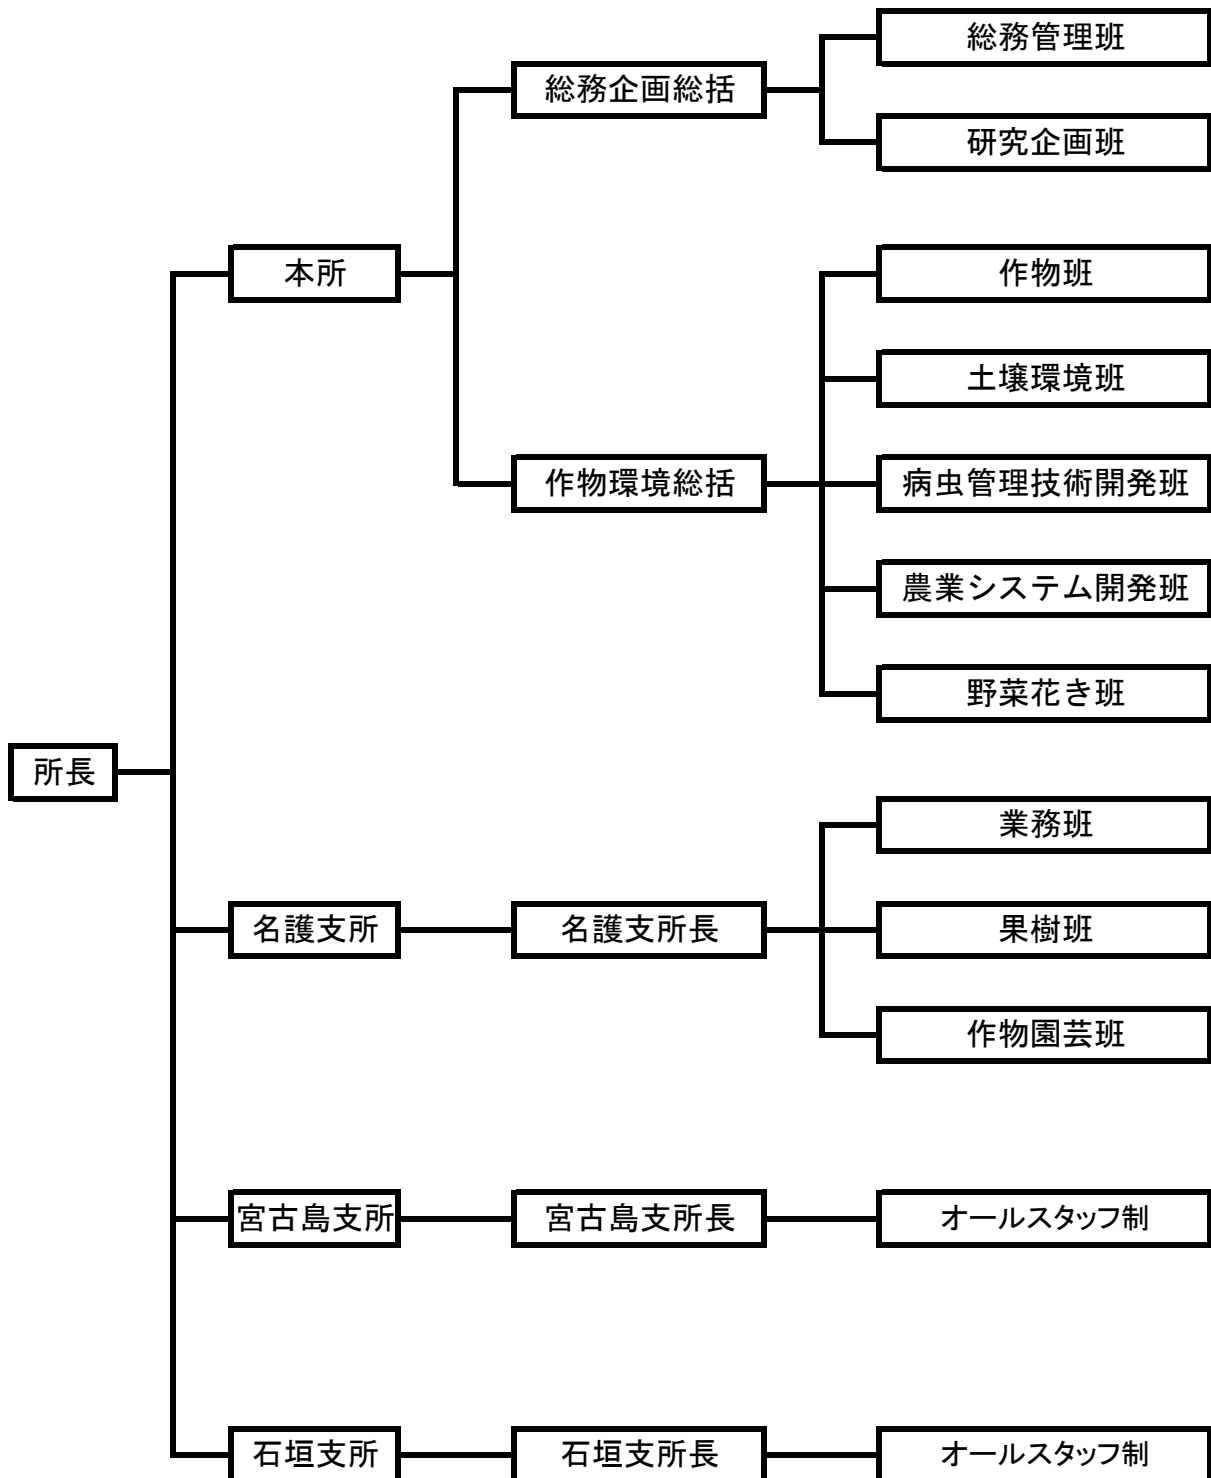 所長
本所
総務企画総括
総務管理班
研究企画班
作物環境総括
作物班
土壌環境班
病虫管理技術開発班
農業システム開発班
野菜花き班
名護支所
名護支所長
業務班
果樹班
作物園芸班
宮古島支所
宮古島支所長
オールスタッフ制
石垣支所
石垣支所長
オールスタッフ制